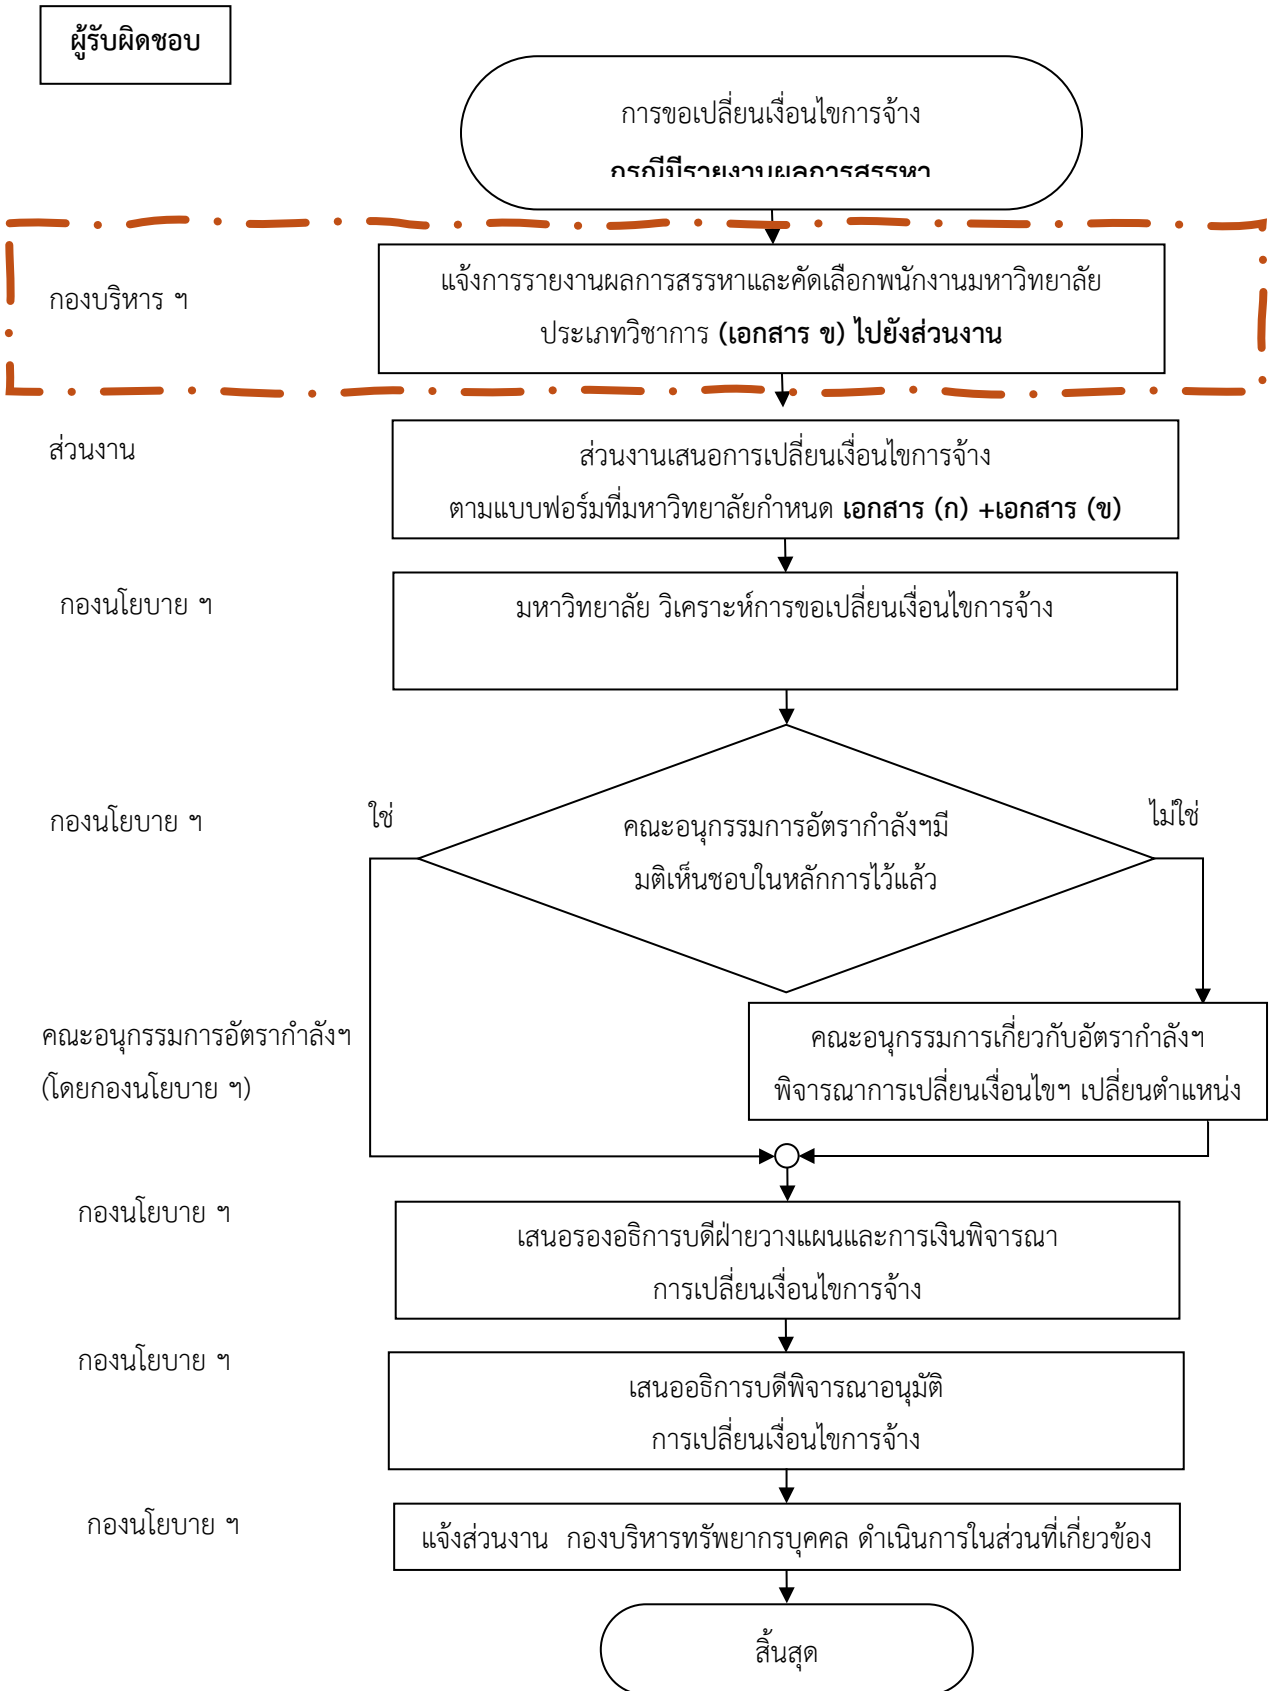 ผู้รับผิดชอบ
การขอเปลี่ยนเงื่อนไขการจ้าง
กรณีมีรายงานผลการสรรหา
กองบริหาร ฯ
แจ้งการรายงานผลการสรรหาและคัดเลือกพนักงานมหาวิทยาลัย
ประเภทวิชาการ (เอกสาร ข) ไปยังส่วนงาน
ส่วนงาน
ส่วนงานเสนอการเปลี่ยนเงื่อนไขการจ้าง
ตามแบบฟอร์มที่มหาวิทยาลัยกำหนด เอกสาร (ก) +เอกสาร (ข)
กองนโยบาย ฯ
มหาวิทยาลัย วิเคราะห์การขอเปลี่ยนเงื่อนไขการจ้าง
กองนโยบาย ฯ
ใช่
ไม่ใช่
คณะอนุกรรมการอัตรากำลังฯมี
มติเห็นชอบในหลักการไว้แล้ว
คณะอนุกรรมการอัตรากำลังฯ
(โดยกองนโยบาย ฯ)
คณะอนุกรรมการเกี่ยวกับอัตรากำลังฯ
พิจารณาการเปลี่ยนเงื่อนไขฯ เปลี่ยนตำแหน่ง
กองนโยบาย ฯ
เสนอรองอธิการบดีฝ่ายวางแผนและการเงินพิจารณา
การเปลี่ยนเงื่อนไขการจ้าง
กองนโยบาย ฯ
เสนออธิการบดีพิจารณาอนุมัติ
การเปลี่ยนเงื่อนไขการจ้าง
กองนโยบาย ฯ
แจ้งส่วนงาน กองบริหารทรัพยากรบุคคล ดำเนินการในส่วนที่เกี่ยวข้อง
สิ้นสุด